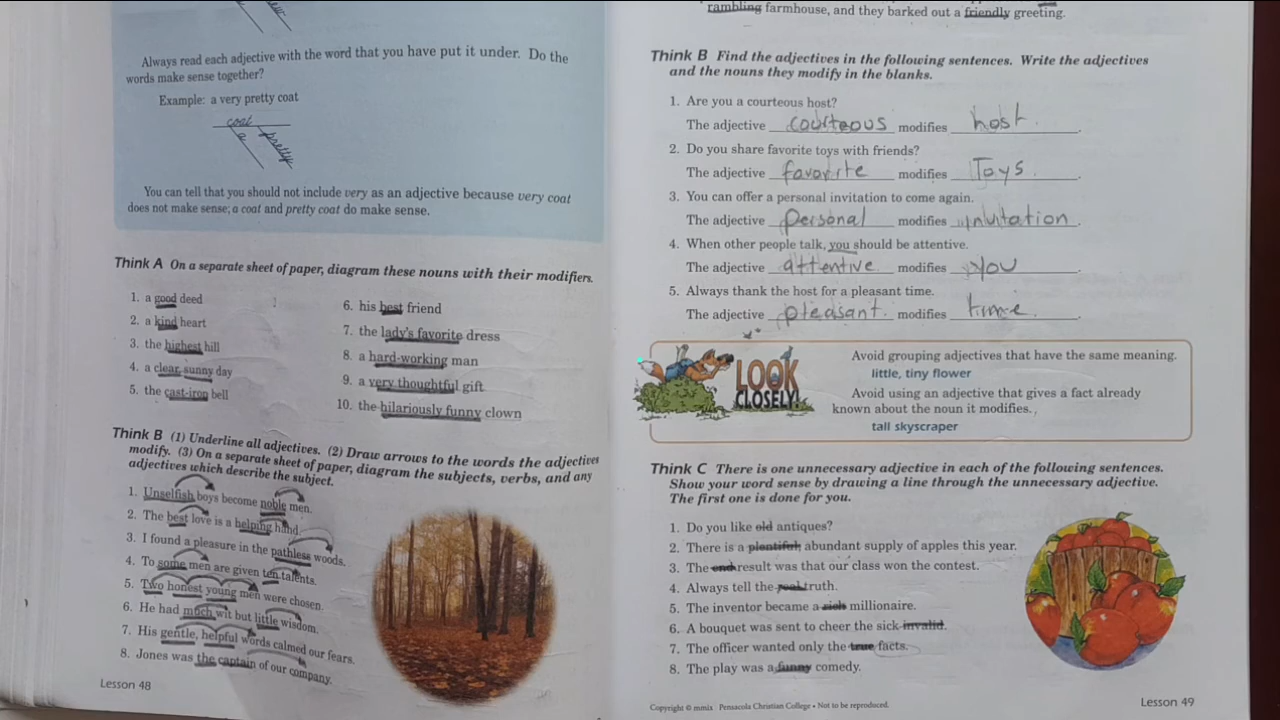 Always read each adjective with the word that you have put it under. Do the
words make sense together?
Example: a very pretty coat
coat
a pretty
You can tell that you should not include very as an adjective because very coat
does not make sense; a coat and pretty coat do make sense.
Think A On a separate sheet of paper, diagram these nouns with their modifiers.
1. a good deed
2. a kind heart
3. the highest hill
4. a clear, sunny day
5. the cast-iron bell
6. his best friend
7. the lady's favorite dress
8. a hard-working man
9. a very thoughtful gift
10. the hilariously funny clown
Think B (1) Underline all adjectives. (2) Draw arrows to the words the adjectives
modify. (3) On a separate sheet of paper, diagram the subjects, verbs, and any
adjectives which describe the subject.
1. Unselfish boys become noble men.
2. The best love is a helping hand.
3. I found a pleasure in the pathless woods.
4. To some men are given ten talents.
5. Two honest young men were chosen.
6. He had much wit but little wisdom.
7. His gentle, helpful words calmed our fears.
8. Jones was the captain of our company.
Lesson 48
rambling farmhouse, and they barked out a friendly greeting.
Think B Find the adjectives in the following sentences. Write the adjectives
and the nouns they modify in the blanks.
1. Are you a courteous host?
The adjective courteous modifies host.
2. Do you share favorite toys with friends?
The adjective favorite modifies Toys.
3. You can offer a personal invitation to come again.
The adjective personal modifies invitation.
4. When other people talk, you should be attentive.
The adjective attentive modifies you.
5. Always thank the host for a pleasant time.
The adjective pleasant modifies time.
LOOK
CLOSELY!
Avoid grouping adjectives that have the same meaning.
little, tiny flower
Avoid using an adjective that gives a fact already
known about the noun it modifies.
tall skyscraper
Think C There is one unnecessary adjective in each of the following sentences.
Show your word sense by drawing a line through the unnecessary adjective.
The first one is done for you.
1. Do you like old antiques?
2. There is a plentiful, abundant supply of apples this year.
3. The end result was that our class won the contest.
4. Always tell the real truth.
5. The inventor became a rich millionaire.
6. A bouquet was sent to cheer the sick invalid.
7. The officer wanted only the true facts.
8. The play was a funny comedy.
Copyright © mmix Pensacola Christian College • Not to be reproduced.
Lesson 49